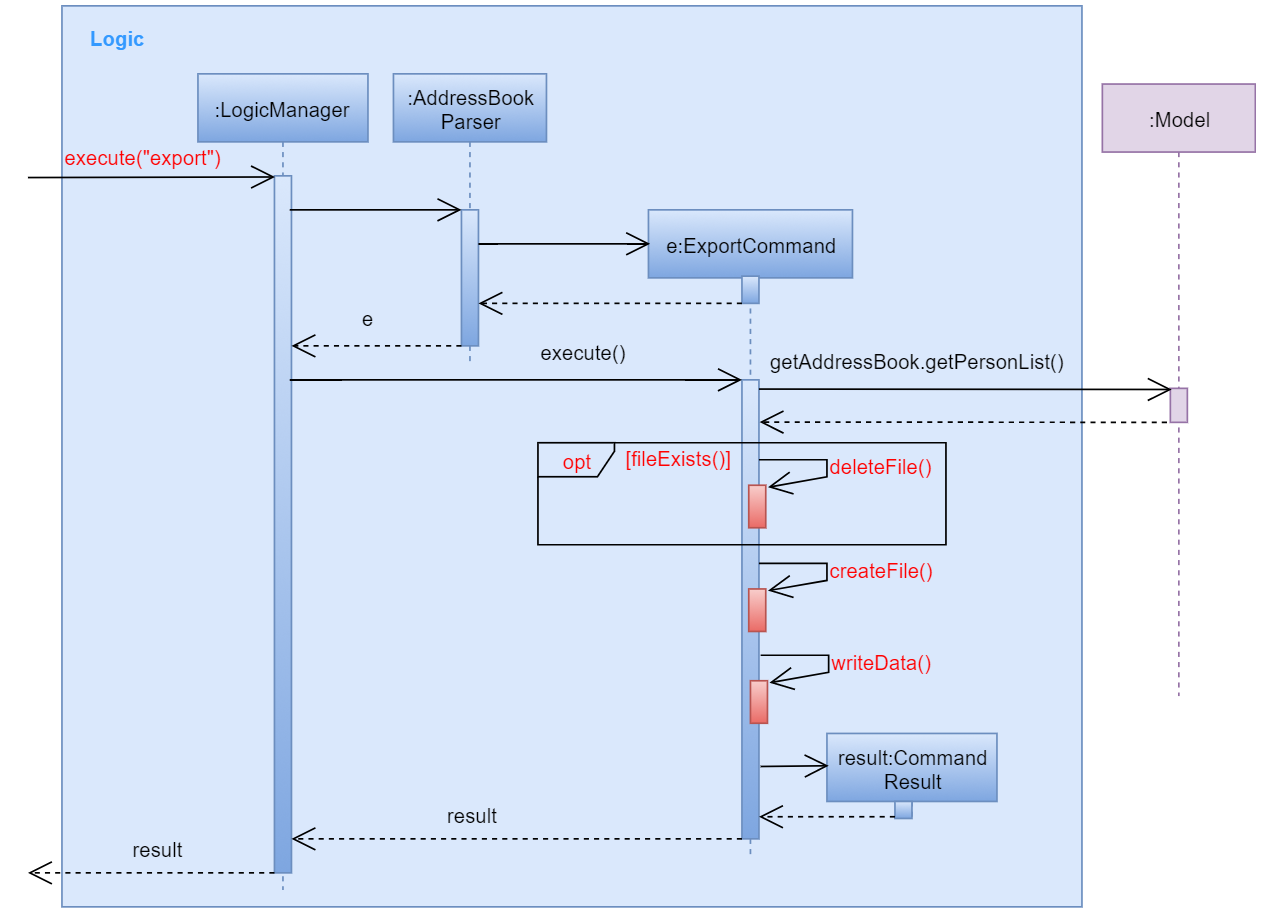 Logic
:LogicManager
:AddressBook
Parser
:Model
execute("export")
e:ExportCommand
e
execute()
getAddressBook.getPersonList()
opt
[fileExists()]
deleteFile()
createFile()
writeData()
result:Command
Result
result
result